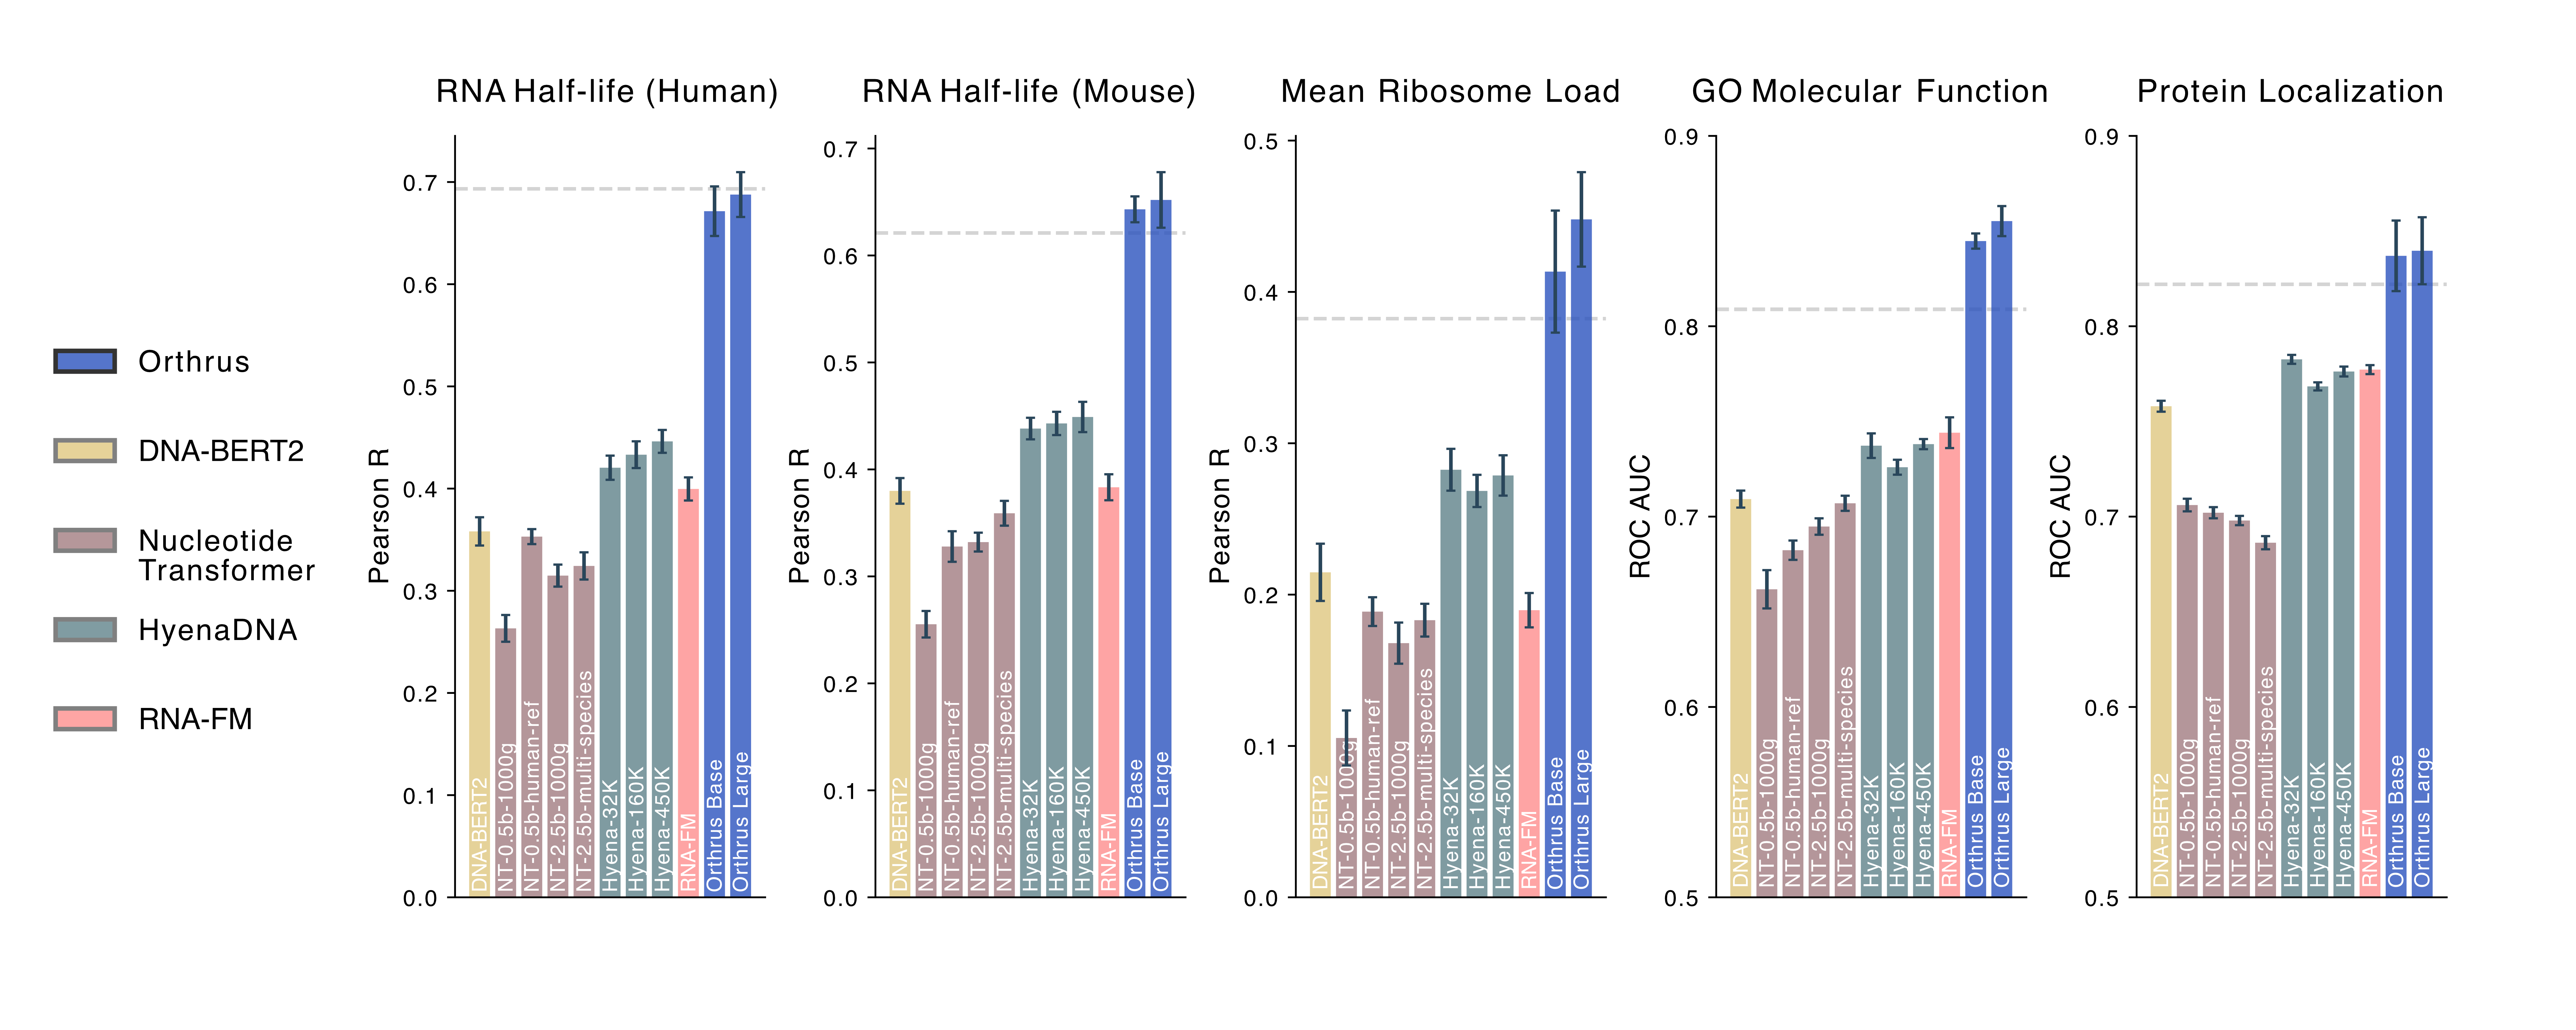 RNA Half-life (Human)
RNA Half-life (Mouse)
Mean Ribosome Load
GO Molecular Function
Protein Localization
Orthrus
DNA-BERT2
Nucleotide
Transformer
HyenaDNA
RNA-FM
Pearson R
0.7
0.6
0.5
0.4
0.3
0.2
0.1
0.0
DNA-BERT2
NT-0.5b-1000g
NT-0.5b-human-ref
NT-2.5b-1000g
NT-2.5b-multi-species
Hyena-32K
Hyena-160K
Hyena-450K
RNA-FM
Orthrus Base
Orthrus Large
Pearson R
0.7
0.6
0.5
0.4
0.3
0.2
0.1
0.0
DNA-BERT2
NT-0.5b-1000g
NT-0.5b-human-ref
NT-2.5b-1000g
NT-2.5b-multi-species
Hyena-32K
Hyena-160K
Hyena-450K
RNA-FM
Orthrus Base
Orthrus Large
Pearson R
0.5
0.4
0.3
0.2
0.1
0.0
DNA-BERT2
NT-0.5b-1000g
NT-0.5b-human-ref
NT-2.5b-1000g
NT-2.5b-multi-species
Hyena-32K
Hyena-160K
Hyena-450K
RNA-FM
Orthrus Base
Orthrus Large
ROC AUC
0.9
0.8
0.7
0.6
0.5
DNA-BERT2
NT-0.5b-1000g
NT-0.5b-human-ref
NT-2.5b-1000g
NT-2.5b-multi-species
Hyena-32K
Hyena-160K
Hyena-450K
RNA-FM
Orthrus Base
Orthrus Large
ROC AUC
0.9
0.8
0.7
0.6
0.5
DNA-BERT2
NT-0.5b-1000g
NT-0.5b-human-ref
NT-2.5b-1000g
NT-2.5b-multi-species
Hyena-32K
Hyena-160K
Hyena-450K
RNA-FM
Orthrus Base
Orthrus Large